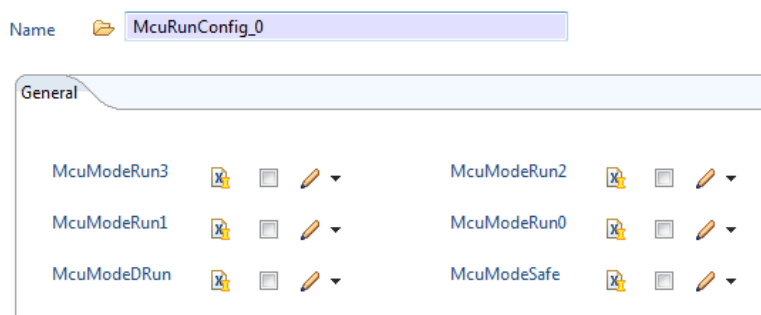 Name McuRunConfig_0
General
McuModeRun3 McuModeRun2
McuModeRun1 McuModeRun0
McuModeDRun McuModeSafe